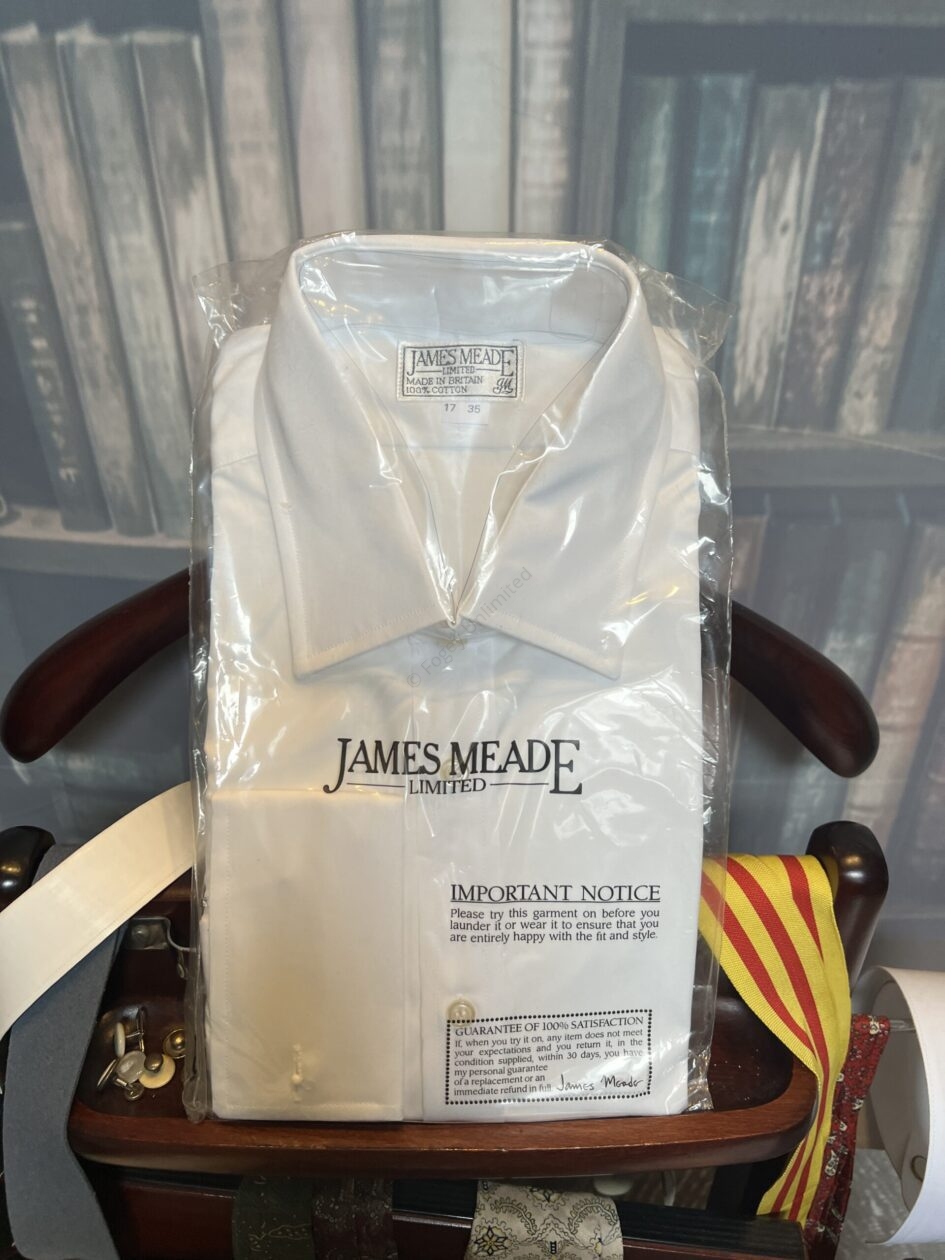 JAMES MEADE
LIMITED
MADE IN BRITAIN
100% COTTON
JM
17 35
Unlimited
JAMES MEADE
LIMITED
IMPORTANT NOTICE
Please try this garment on before you
launder it or wear it to ensure that you
are entirely happy with the fit and style.
GUARANTEE OF 100% SATISFACTION
If, when you try it on, any item does not meet
your expectations and you return it, in the
condition supplied, within 30 days, you have
my personal guarantee
of a replacement or an
immediate refund in full. James Meade